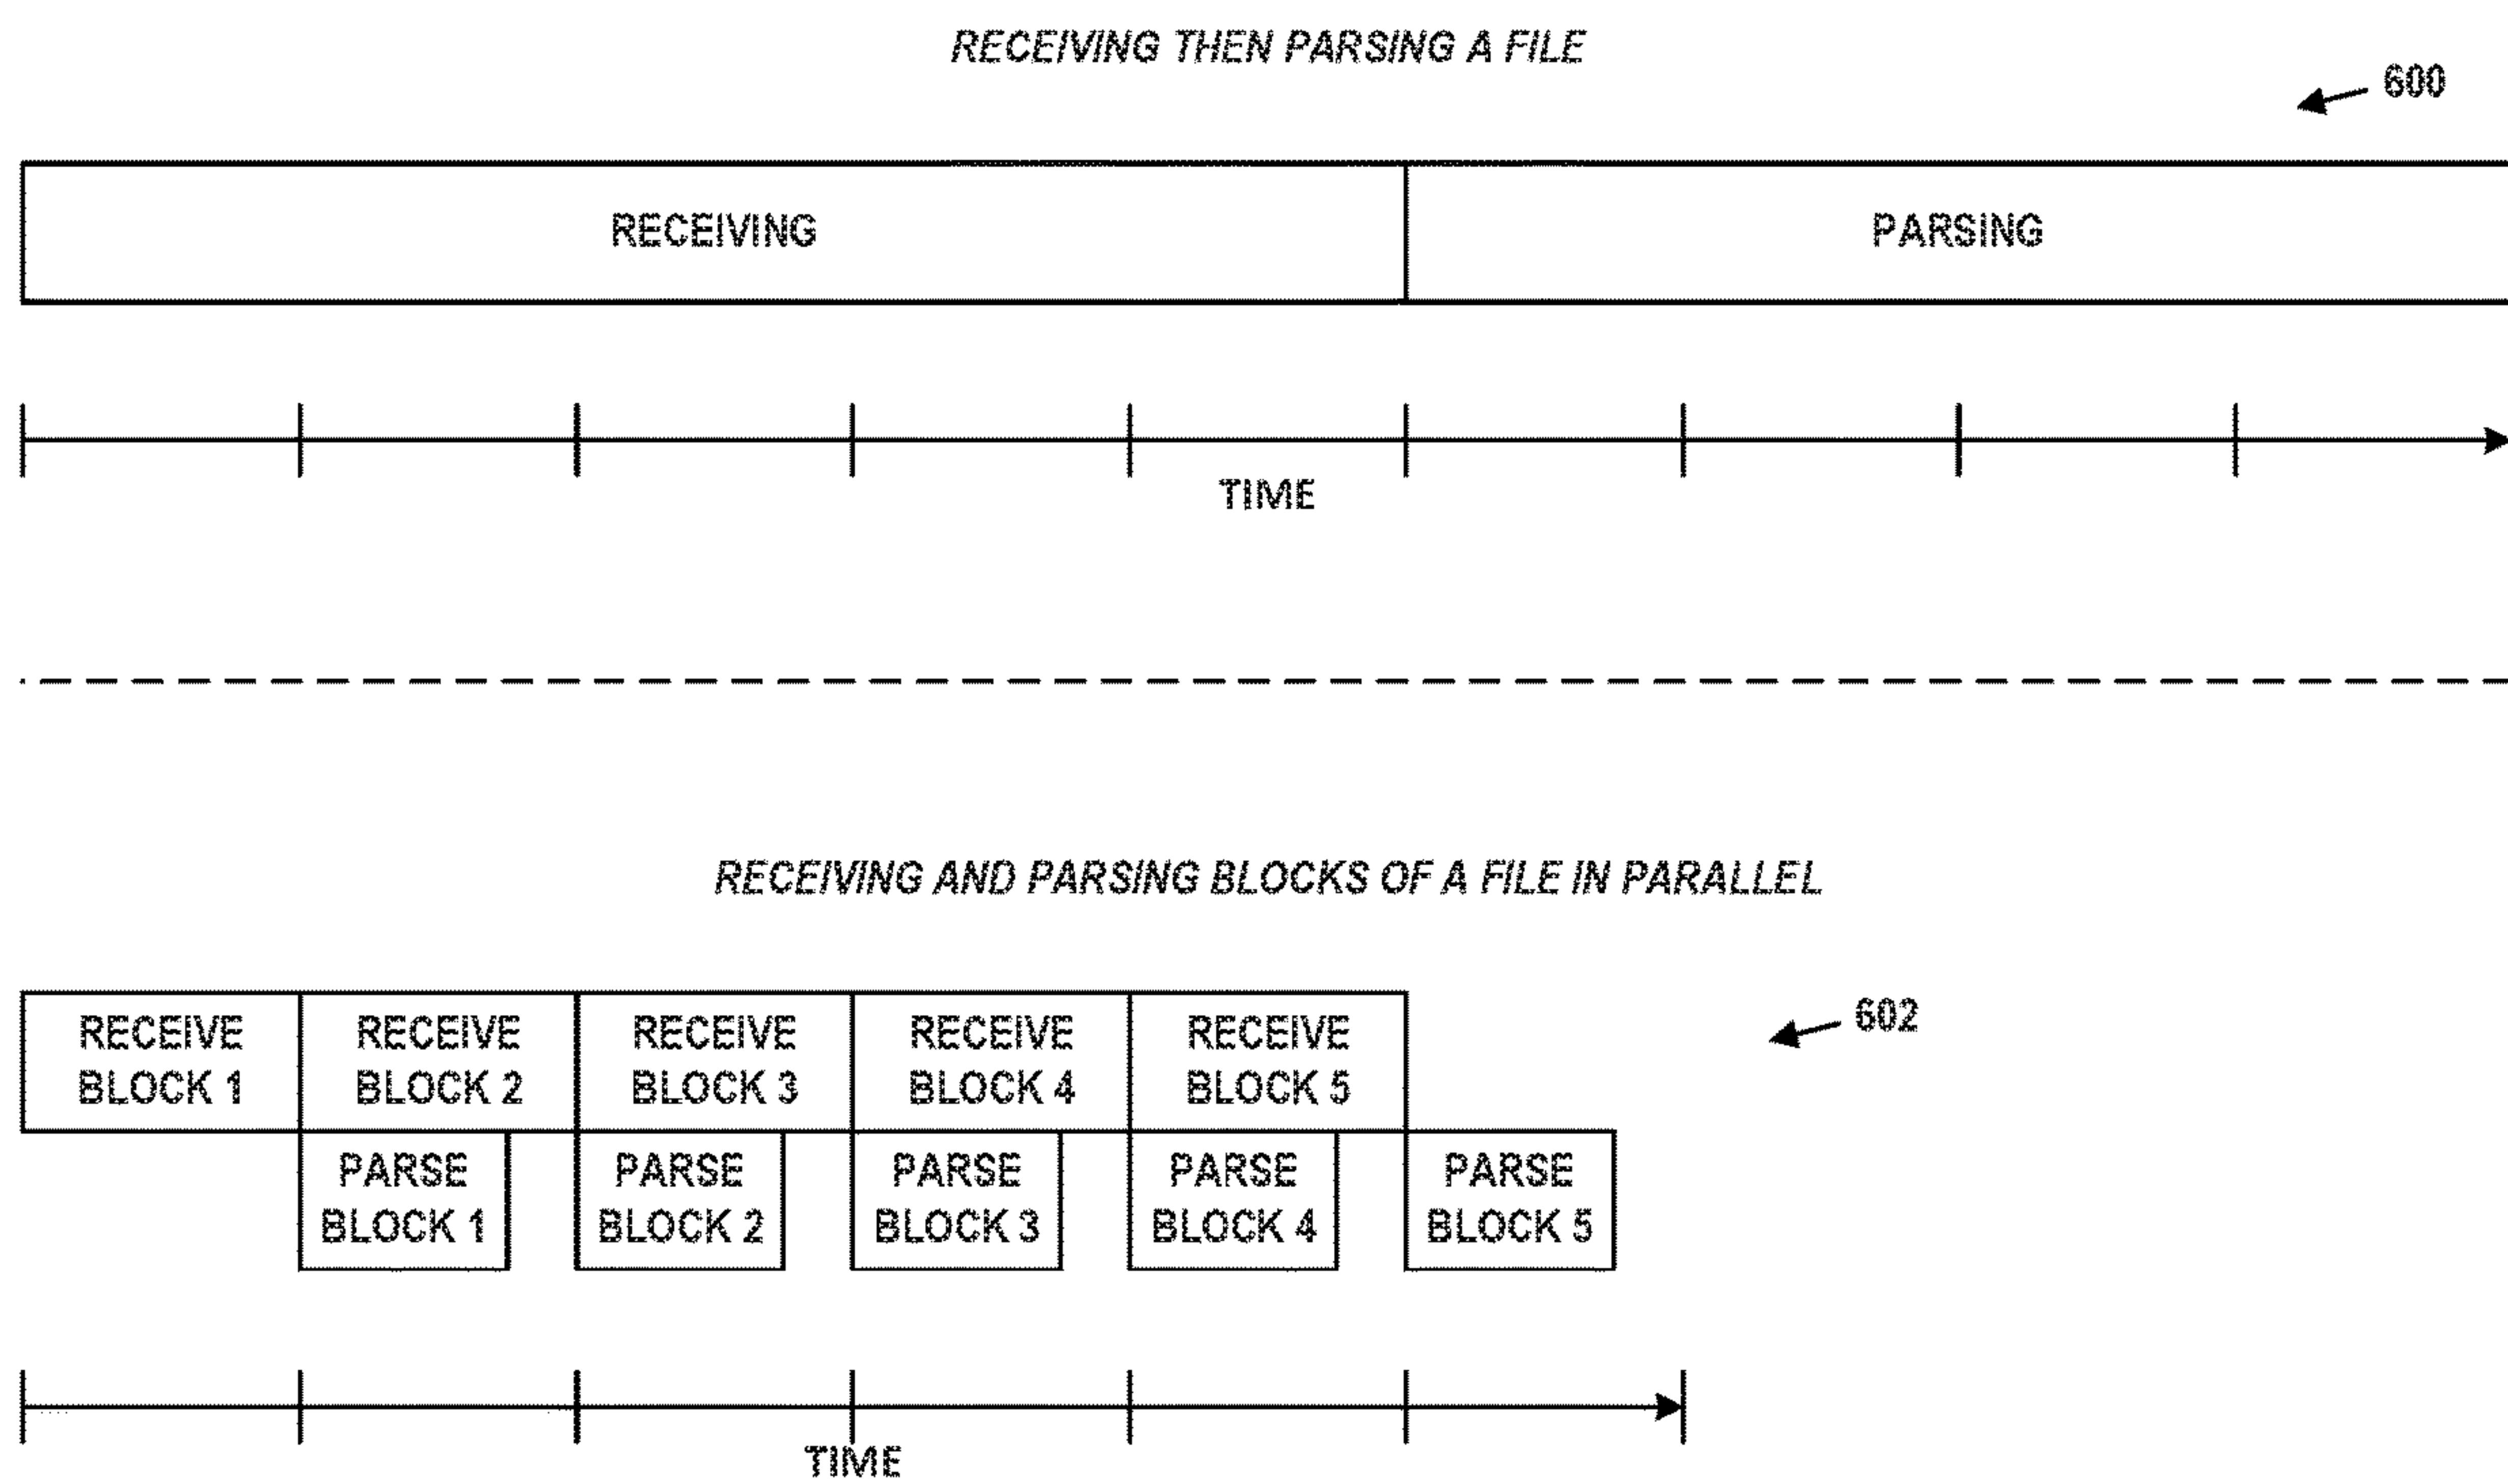 RECEIVING THEN PARSING A FILE
600
RECEIVING
PARSING
TIME
RECEIVING AND PARSING BLOCKS OF A FILE IN PARALLEL
602
RECEIVE
BLOCK 1
RECEIVE
BLOCK 2
RECEIVE
BLOCK 3
RECEIVE
BLOCK 4
RECEIVE
BLOCK 5
PARSE
BLOCK 1
PARSE
BLOCK 2
PARSE
BLOCK 3
PARSE
BLOCK 4
PARSE
BLOCK 5
TIME